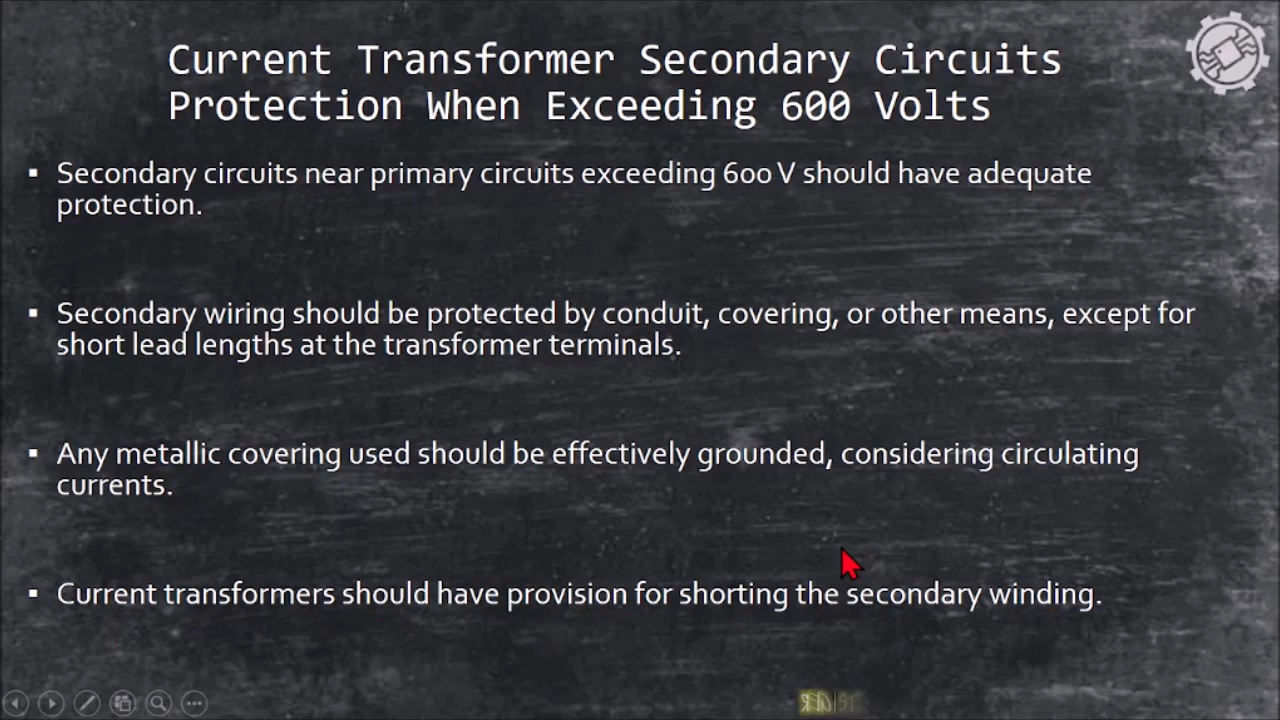 Current Transformer Secondary Circuits
Protection When Exceeding 600 Volts
▪ Secondary circuits near primary circuits exceeding 600 V should have adequate
protection.
▪ Secondary wiring should be protected by conduit, covering, or other means, except for
short lead lengths at the transformer terminals.
▪ Any metallic covering used should be effectively grounded, considering circulating
currents.
▪ Current transformers should have provision for shorting the secondary winding.